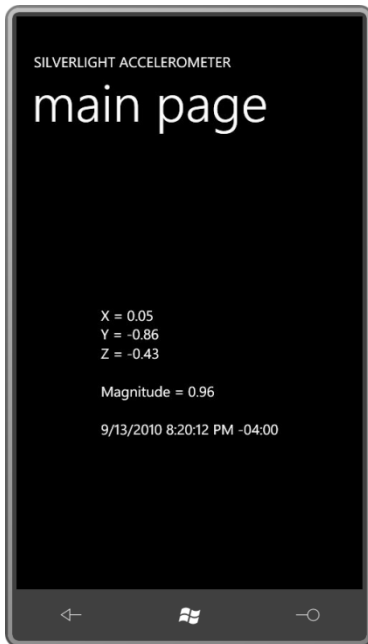 SILVERLIGHT ACCELEROMETER
main page
X = 0.05
Y = -0.86
Z = -0.43
Magnitude = 0.96
9/13/2010 8:20:12 PM -04:00